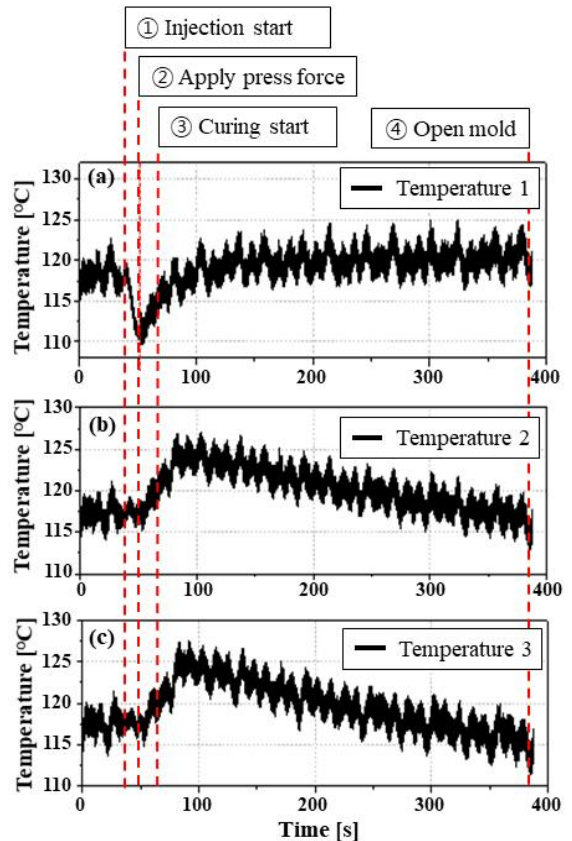 ① Injection start
② Apply press force
③ Curing start
④ Open mold
Temperature [℃]
130
125
120
115
110
(a)
Temperature 1
0
100
200
300
400
Temperature [℃]
130
125
120
115
110
(b)
Temperature 2
0
100
200
300
400
Temperature [℃]
130
125
120
115
110
(c)
Temperature 3
0
100
200
300
400
Time [s]